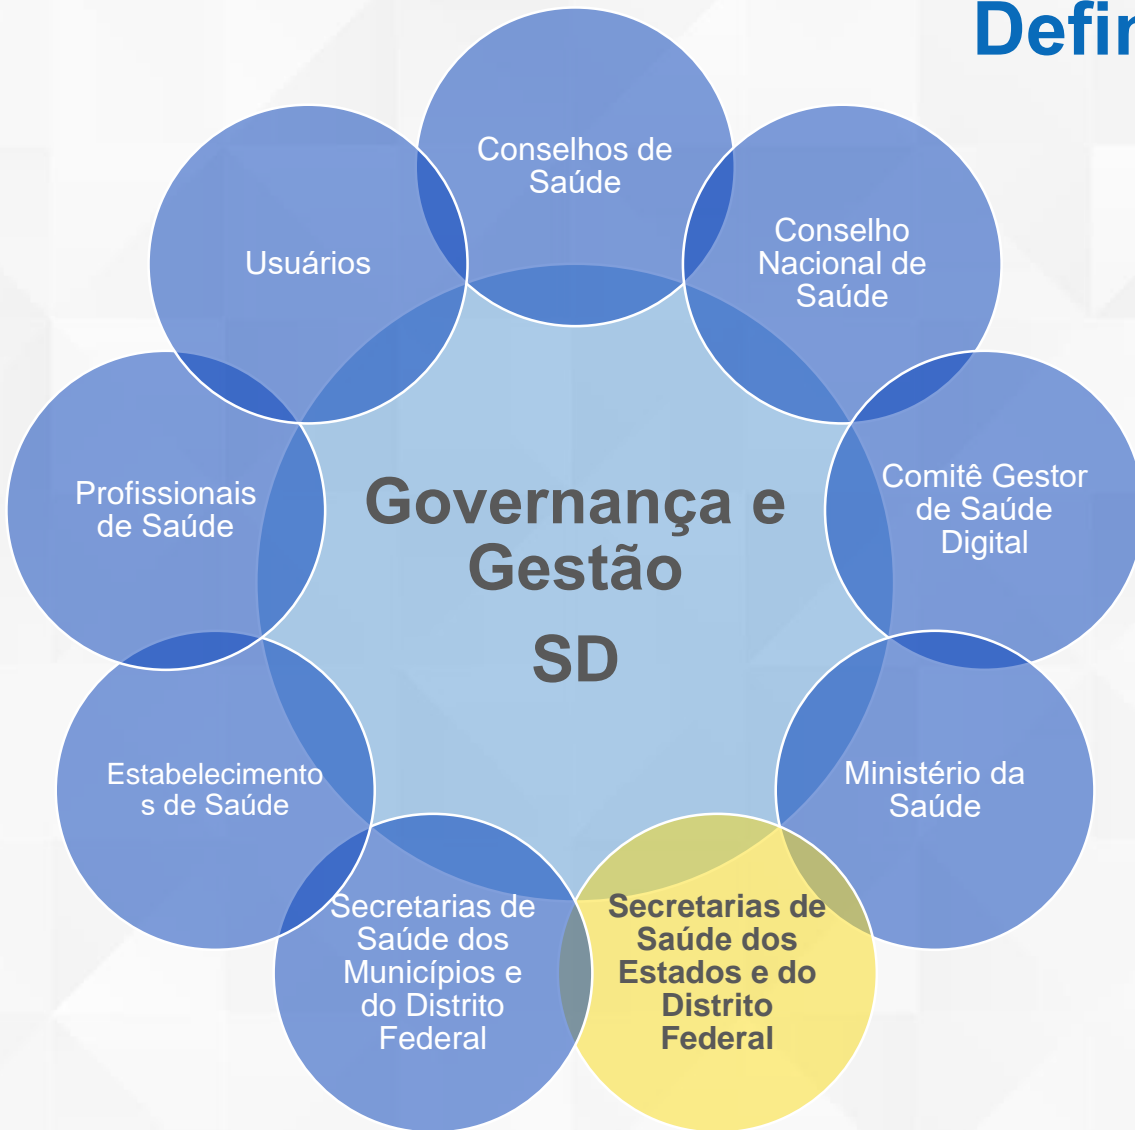 Defin
Conselhos de
Saúde
Conselho
Nacional de
Saúde
Usuários
Comitê Gestor
de Saúde
Digital
Profissionais
de Saúde
Governança e
Gestão
SD
Ministério da
Saúde
Estabelecimento
s de Saúde
Secretarias de
Saúde dos
Estados e do
Distrito
Federal
Secretarias de
Saúde dos
Municípios e
do Distrito
Federal